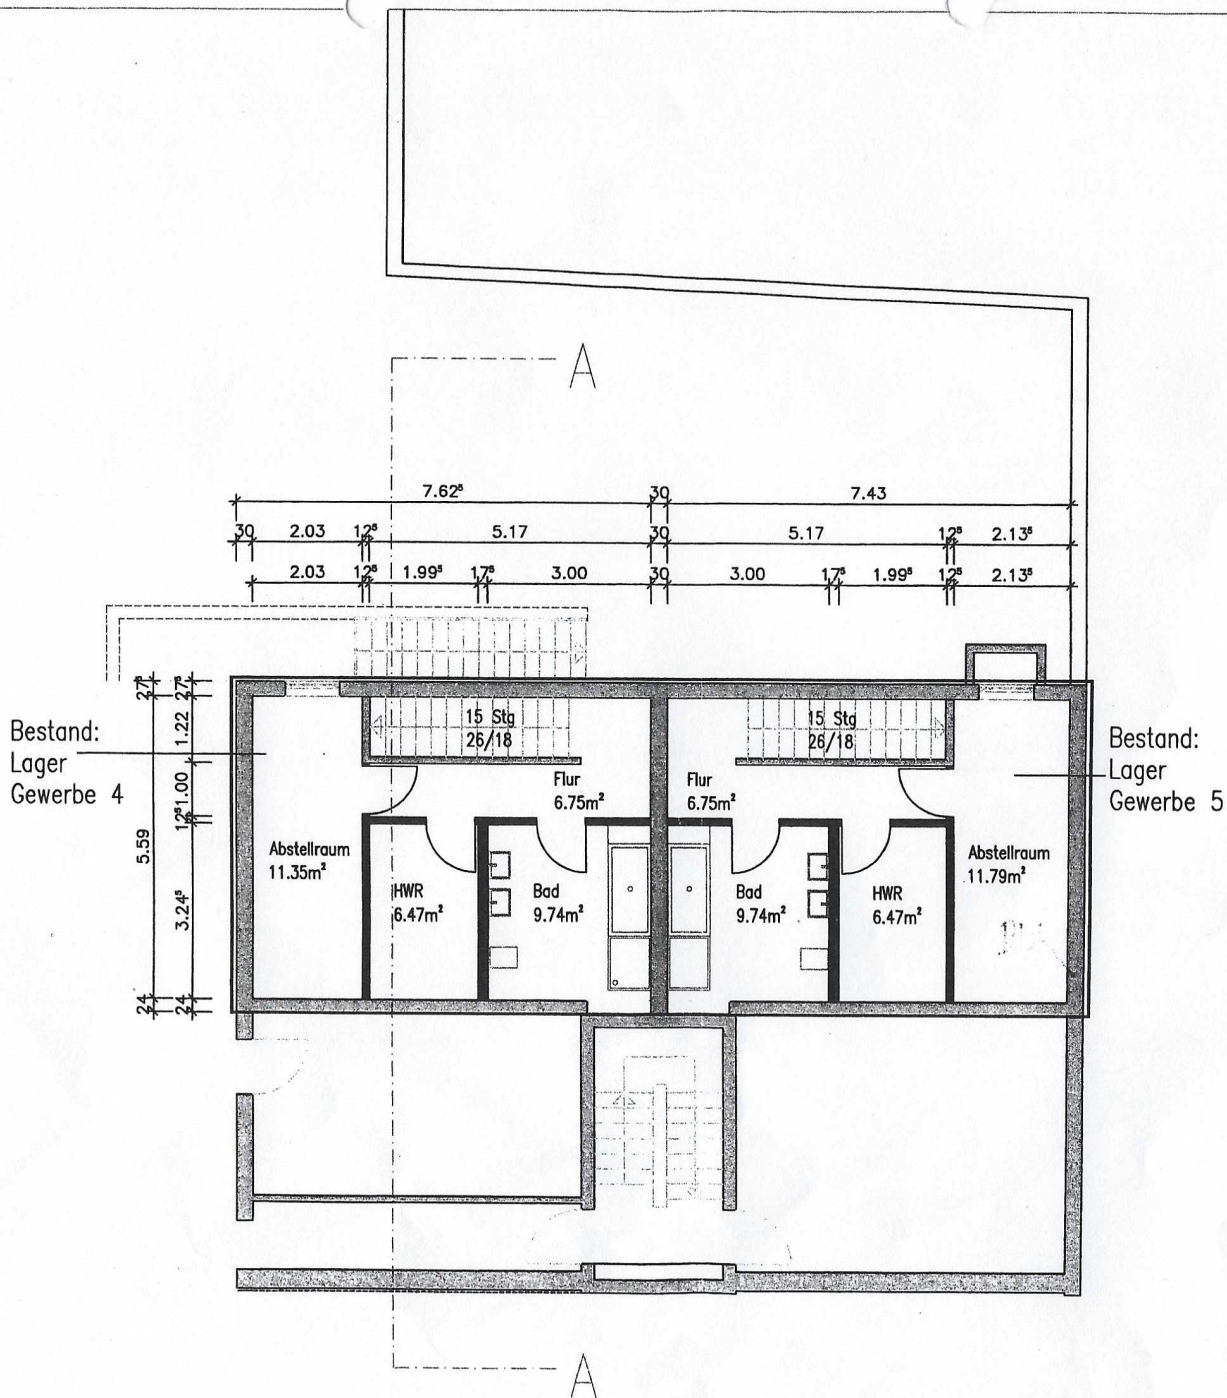 A
7.62⁵ 30 7.43
30 2.03 12⁵ 5.17 30 5.17 12⁵ 2.13⁵
2.03 12⁵ 1.99⁵ 17⁵ 3.00 30 3.00 17⁵ 1.99⁵ 12⁵ 2.13⁵
27⁵ 27⁵
1.22
1.00
12⁵
5.59
3.24⁵
24 24
Bestand:
Lager
Gewerbe 4
15 Stg
26/18
15 Stg
26/18
Bestand:
Lager
Gewerbe 5
Flur
6.75m²
Flur
6.75m²
Abstellraum
11.35m²
HWR
6.47m²
Bad
9.74m²
Bad
9.74m²
HWR
6.47m²
Abstellraum
11.79m²
A